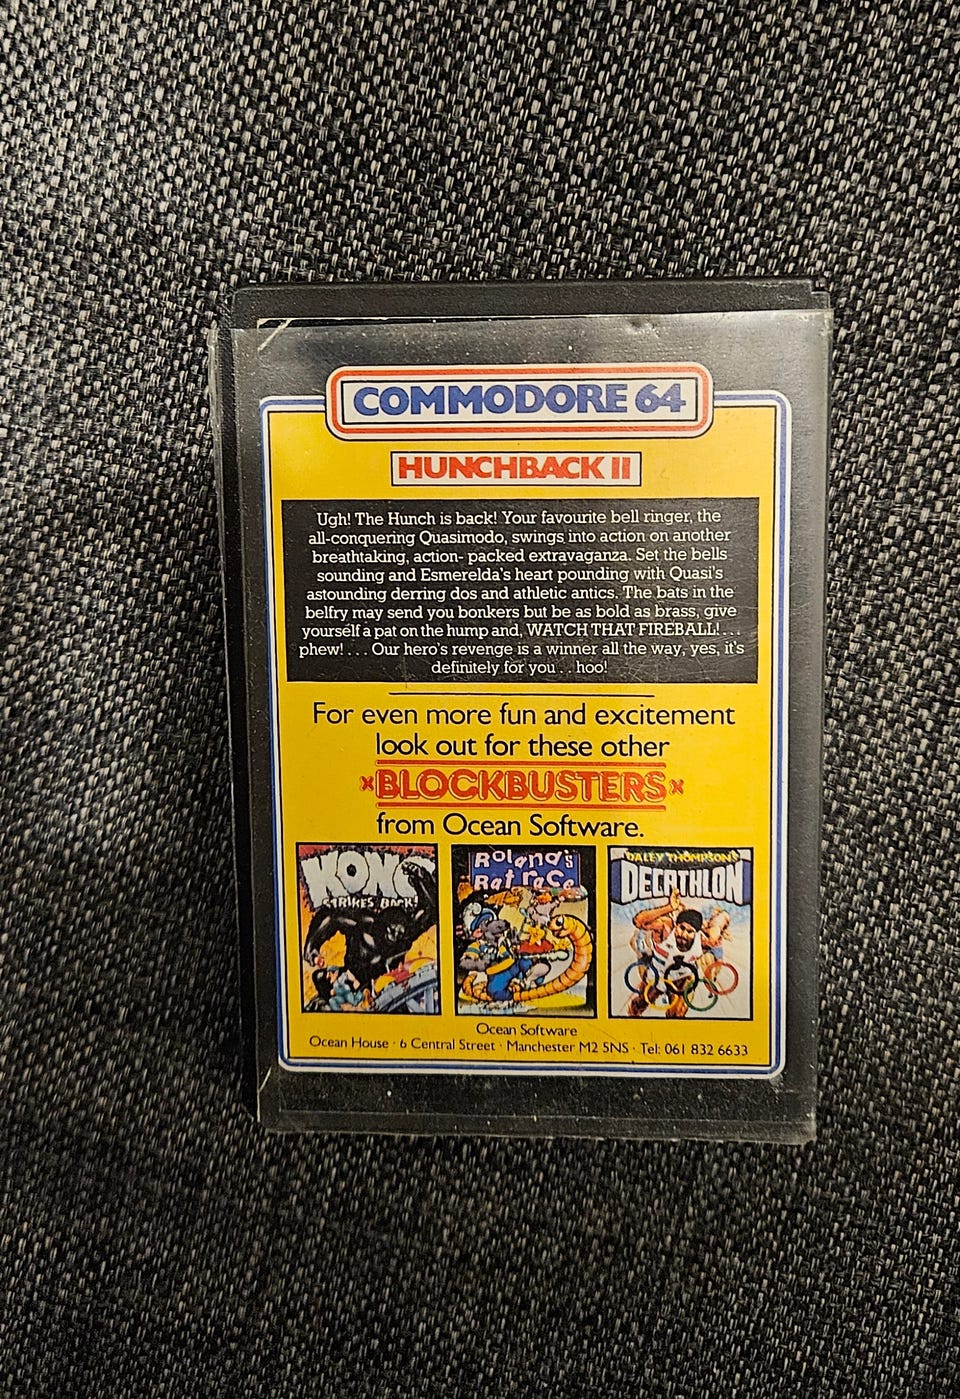 COMMODORE 64
HUNCHBACK II
Ugh! The Hunch is back! Your favourite bell ringer, the
all-conquering Quasimodo, swings into action on another
breathtaking, action- packed extravaganza. Set the bells
sounding and Esmerelda's heart pounding with Quasi's
astounding derring dos and athletic antics. The bats in the
belfry may send you bonkers but be as bold as brass, give
yourself a pat on the hump and, WATCH THAT FIREBALL!...
phew! . . . Our hero's revenge is a winner all the way, yes, it's
definitely for you . . hoo!
For even more fun and excitement
look out for these other
×BLOCKBUSTERS×
from Ocean Software.
KONG
STRIKES BACK!
Roland's
Rat race
DALEY THOMPSON'S
DECATHLON
Ocean Software
Ocean House · 6 Central Street · Manchester M2 5NS · Tel: 061 832 6633